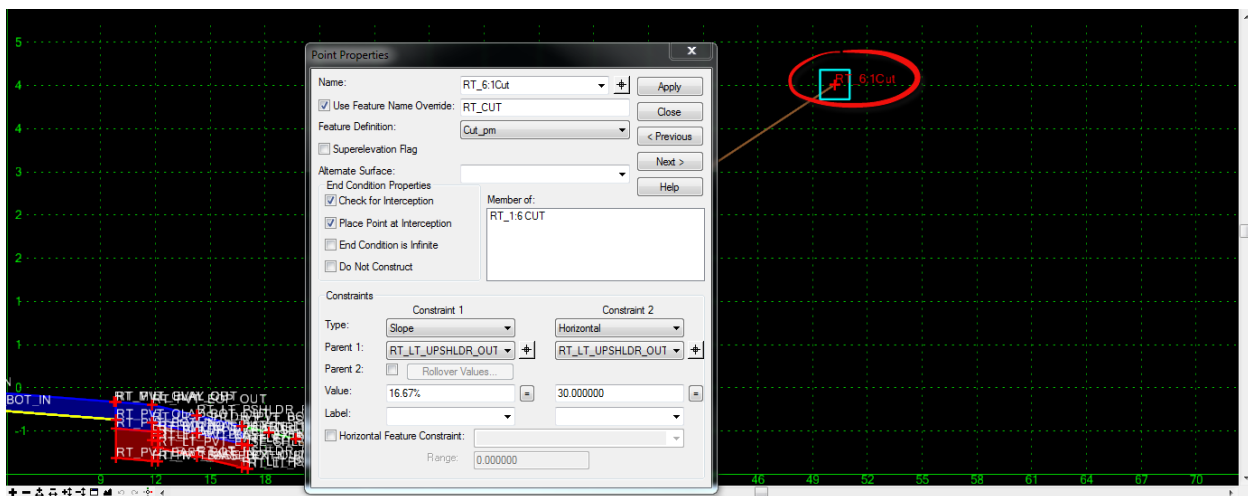 Point Properties
x
Name:
RT_6:1Cut
Apply
Use Feature Name Override:
RT_CUT
Close
Feature Definition:
Cut_pm
< Previous
Superelevation Flag
Next >
Alternate Surface:
Help
End Condition Properties
Check for Interception
Place Point at Interception
End Condition is Infinite
Do Not Construct
Member of:
RT_1:6 CUT
Constraints
Constraint 1
Constraint 2
Type:
Slope
Horizontal
Parent 1:
RT_LT_UPSHLDR_OUT
RT_LT_UPSHLDR_OUT
Parent 2:
Rollover Values...
Value:
16.67%
=
30.000000
=
Label:
Horizontal Feature Constraint:
Range:
0.000000
RT_6:1Cut
5
4
4
3
2
2
1
1
0
-1
BOT_IN
9
12
15
18
46
49
52
55
58
61
64
67
70